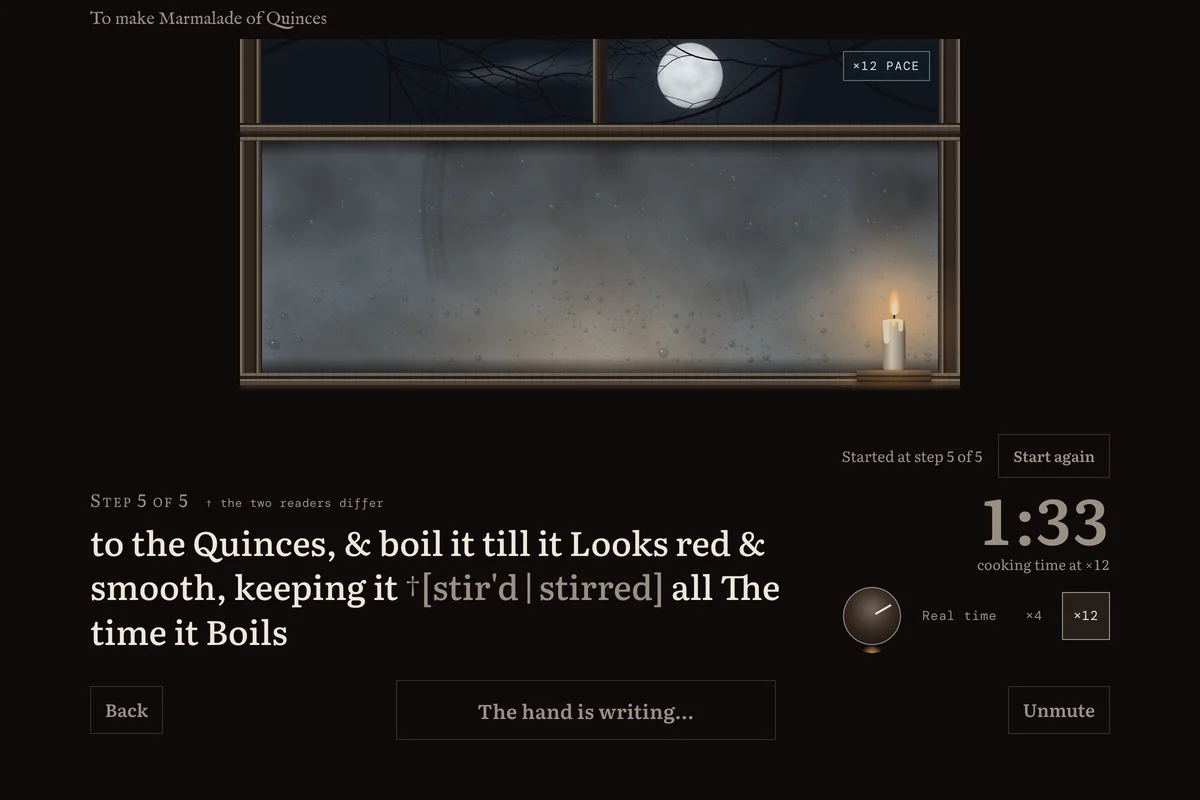 To make Marmalade of Quinces
×12 PACE
Started at step 5 of 5
Start again
STEP 5 OF 5
† the two readers differ
to the Quinces, & boil it till it Looks red &
smooth, keeping it †[stir'd | stirred] all The
time it Boils
1:33
cooking time at ×12
Real time
×4
×12
Back
The hand is writing…
Unmute